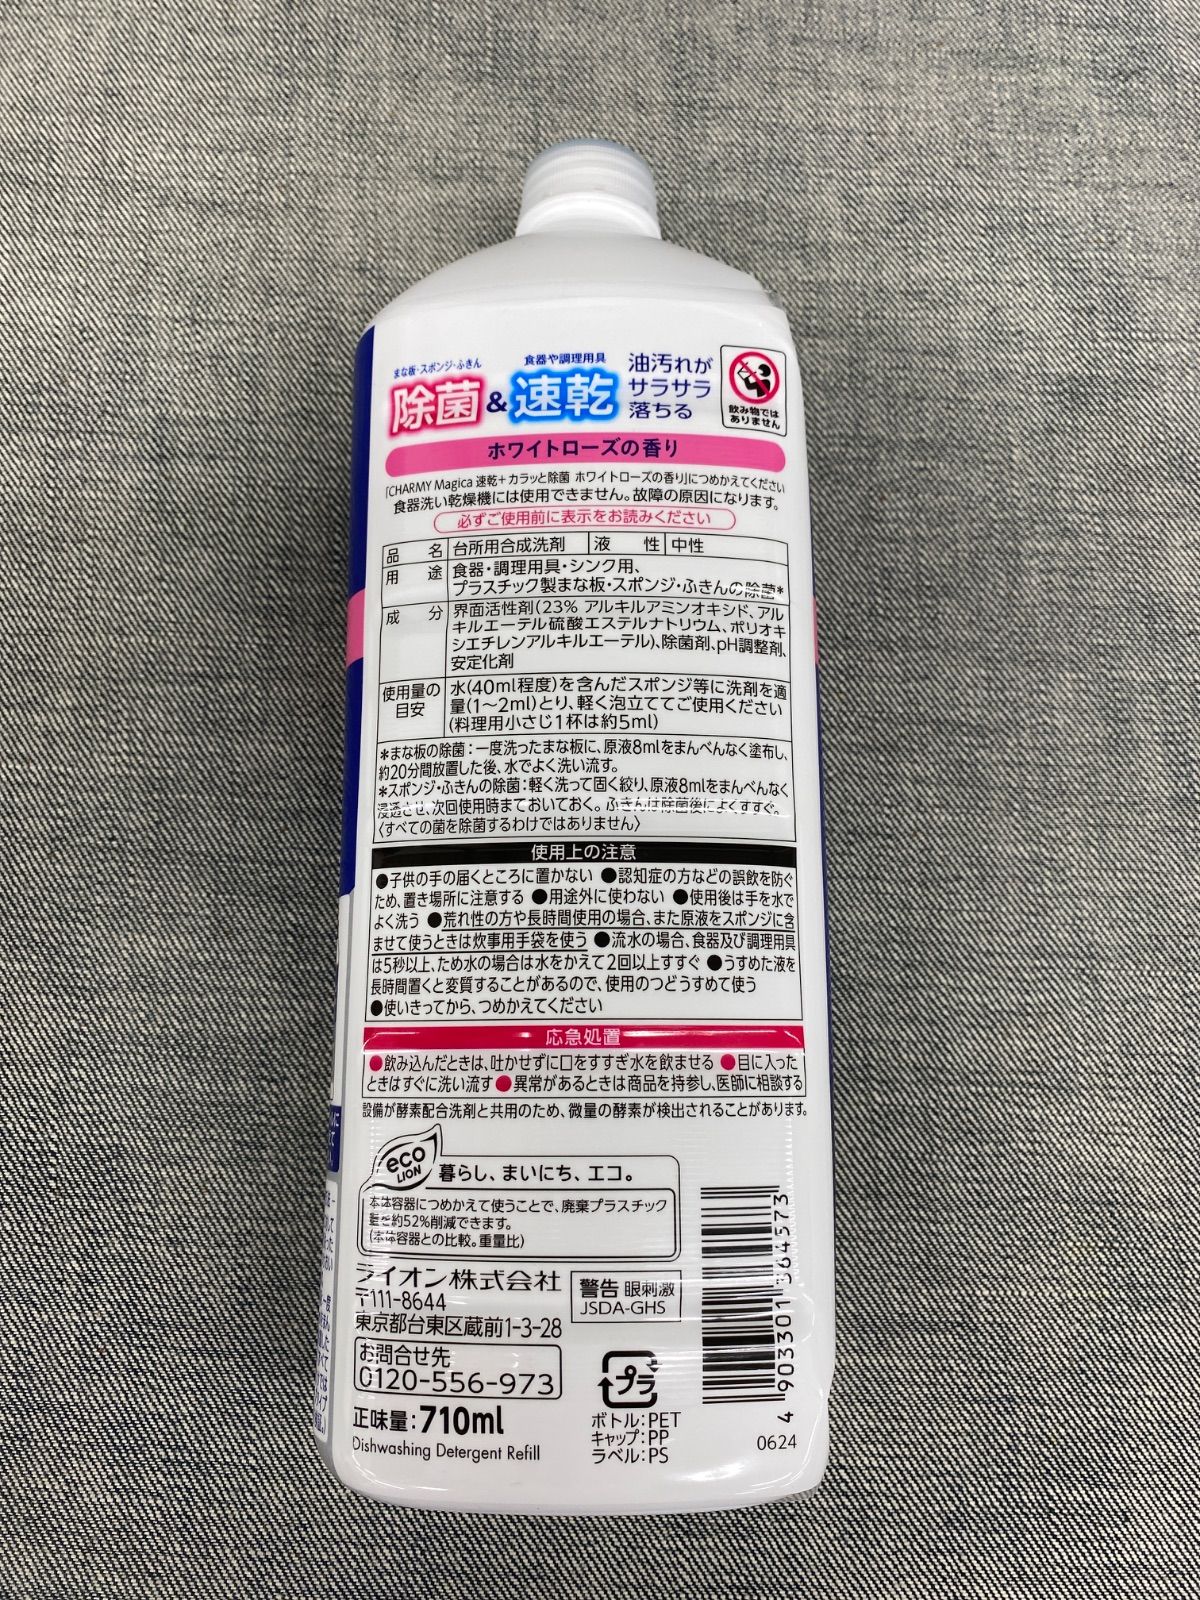 まな板・スポンジ・ふきん
除菌
&
食器や調理用具
速乾
油汚れが
サラサラ
落ちる
飲み物では
ありません
ホワイトローズの香り
「CHARMY Magica 速乾+カラッと除菌 ホワイトローズの香り」につめかえてください
食器洗い乾燥機には使用できません。故障の原因になります。
必ずご使用前に表示をお読みください
品名 台所用合成洗剤 液性 中性
用途 食器・調理用具・シンク用、
プラスチック製まな板・スポンジ・ふきんの除菌*
成分 界面活性剤(23% アルキルアミンオキシド、アル
キルエーテル硫酸エステルナトリウム、ポリオキ
シエチレンアルキルエーテル)、除菌剤、pH調整剤、
安定化剤
使用量の目安 水(40ml程度)を含んだスポンジ等に洗剤を適
量(1〜2ml)とり、軽く泡立ててご使用ください
(料理用小さじ1杯は約5ml)
*まな板の除菌：一度洗ったまな板に、原液8mlをまんべんなく塗布し、
約20分間放置した後、水でよく洗い流す。
*スポンジ・ふきんの除菌：軽く洗って固く絞り、原液8mlをまんべんなく
浸透させ、次回使用時までおいておく。ふきんは除菌後によくすすぐ。
〈すべての菌を除菌するわけではありません〉
使用上の注意
●子供の手の届くところに置かない ●認知症の方などの誤飲を防ぐ
ため、置き場所に注意する ●用途外に使わない ●使用後は手を水で
よく洗う ●荒れ性の方や長時間使用の場合、また原液をスポンジに含
ませて使うときは炊事用手袋を使う ●流水の場合、食器及び調理用具
は5秒以上、ため水の場合は水をかえて2回以上すすぐ ●うすめた液を
長時間置くと変質することがあるので、使用のつどうすめて使う
●使いきってから、つめかえてください
応急処置
●飲み込んだときは、吐かせずに口をすすぎ水を飲ませる ●目に入った
ときはすぐに洗い流す ●異常があるときは商品を持参し、医師に相談する
設備が酵素配合洗剤と共用のため、微量の酵素が検出されることがあります。
eco
LION
暮らし、まいにち、エコ。
本体容器につめかえて使うことで、廃棄プラスチック
量を約52%削減できます。
(本体容器との比較。重量比)
ライオン株式会社
〒111-8644
東京都台東区蔵前1-3-28
警告 眼刺激
JSDA-GHS
お問合せ先
0120-556-973
正味量：710ml
Dishwashing Detergent Refill
プラ
ボトル：PET
キャップ：PP
ラベル：PS
4 903301 364573
0624